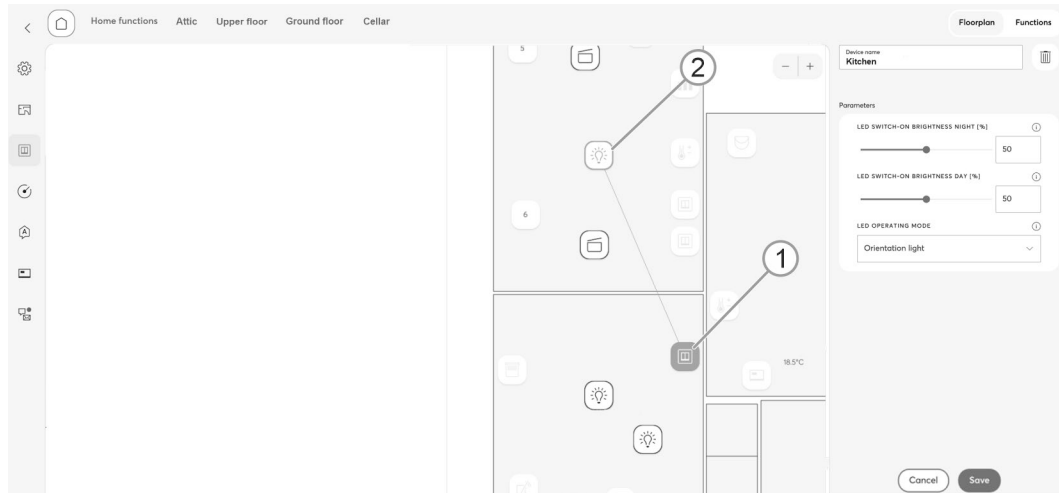 Home functions Attic Upper floor Ground floor Cellar Floorplan Functions
Device name
Kitchen
Parameters
LED SWITCH-ON BRIGHTNESS NIGHT [%]
50
LED SWITCH-ON BRIGHTNESS DAY [%]
50
LED OPERATING MODE
Orientation light
5
2
6
1
18.5°C
Cancel Save